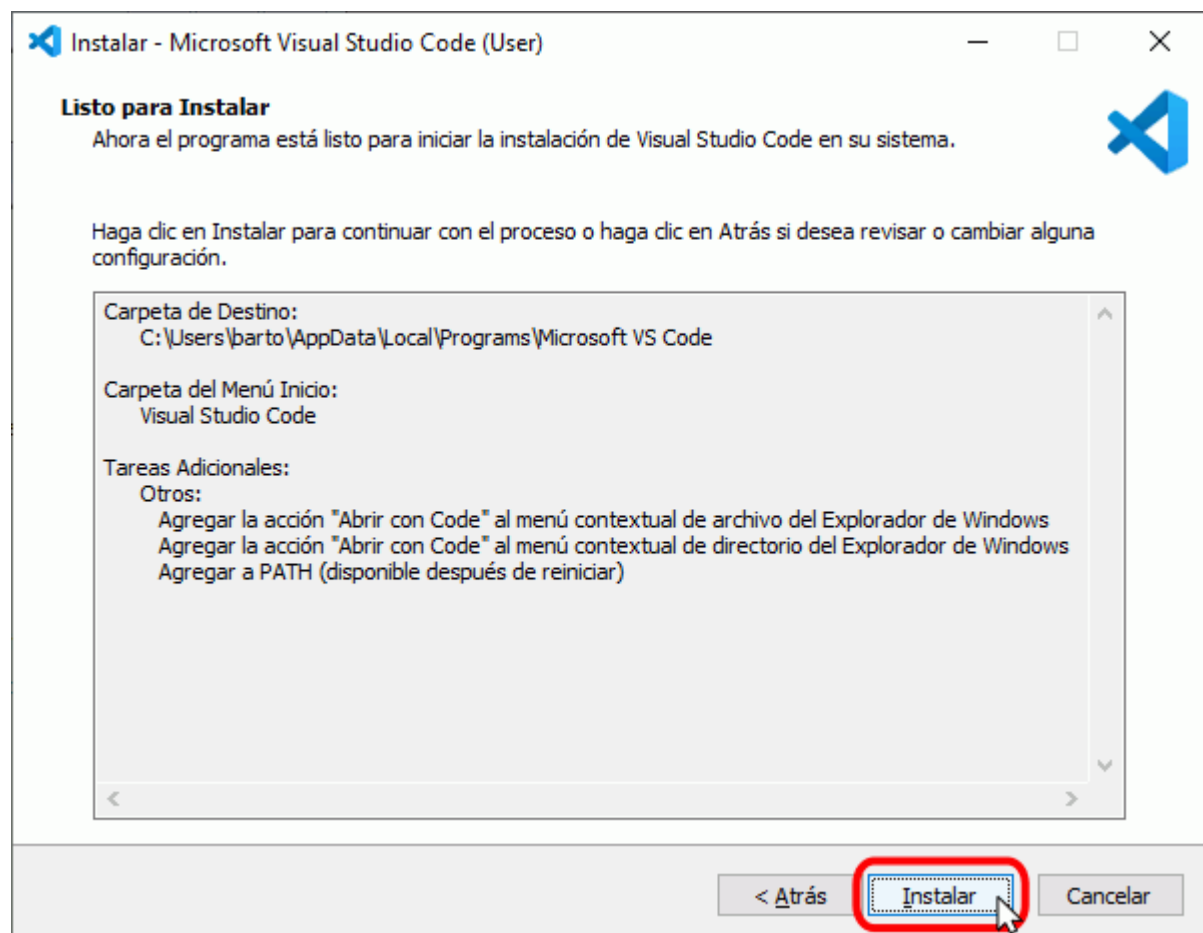 Instalar - Microsoft Visual Studio Code (User)
Listo para Instalar
Ahora el programa está listo para iniciar la instalación de Visual Studio Code en su sistema.
Haga clic en Instalar para continuar con el proceso o haga clic en Atrás si desea revisar o cambiar alguna
configuración.
Carpeta de Destino:
C:\Users\barto\AppData\Local\Programs\Microsoft VS Code
Carpeta del Menú Inicio:
Visual Studio Code
Tareas Adicionales:
Otros:
Agregar la acción "Abrir con Code" al menú contextual de archivo del Explorador de Windows
Agregar la acción "Abrir con Code" al menú contextual de directorio del Explorador de Windows
Agregar a PATH (disponible después de reiniciar)
< Atrás Instalar Cancelar